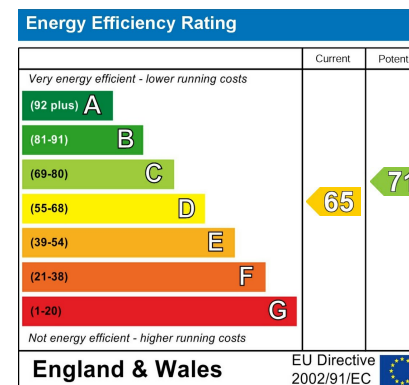 Energy Efficiency Rating
Current Potent
Very energy efficient - lower running costs
(92 plus) A
(81-91) B
(69-80) C
71
(55-68) D
65
(39-54) E
(21-38) F
(1-20) G
Not energy efficient - higher running costs
England & Wales
EU Directive
2002/91/EC